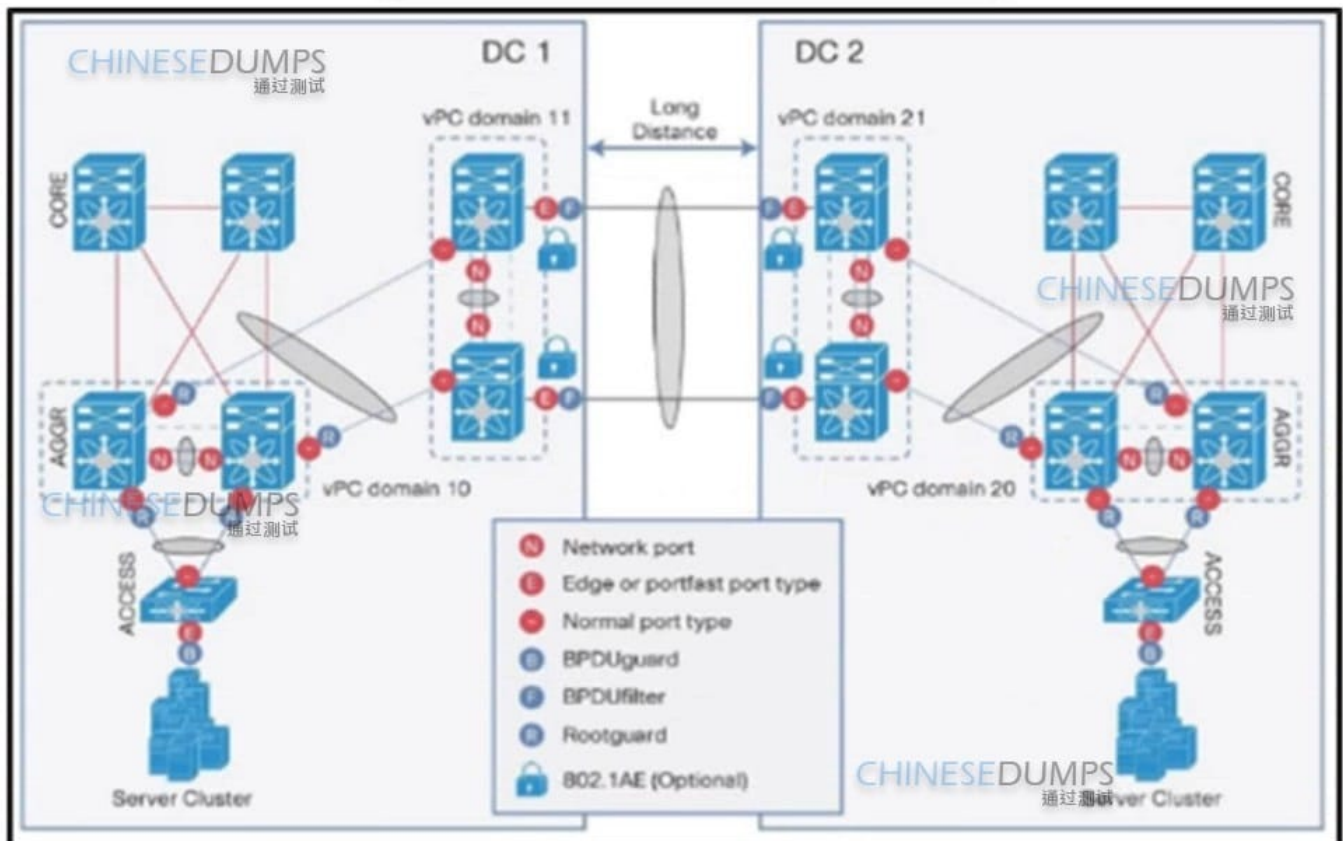 CHINESEDUMPS
通过测试
DC 1
DC 2
vPC domain 11
Long
Distance
vPC domain 21
CORE
CORE
CHINESEDUMPS
通过测试
E
F
F
E
-
N
N
-
N
N
-
E
F
F
E
-
R
-
R
-
R
-
R
-
AGGR
N
N
N
N
AGGR
vPC domain 10
vPC domain 20
CHINESEDUMPS
通过测试
R
-
-
R
R
ACCESS
-
E
B
ACCESS
-
E
B
N Network port
E Edge or portfast port type
- Normal port type
B BPDUguard
F BPDUfilter
R Rootguard
802.1AE (Optional)
CHINESEDUMPS
通过测试
Server Cluster
Server Cluster